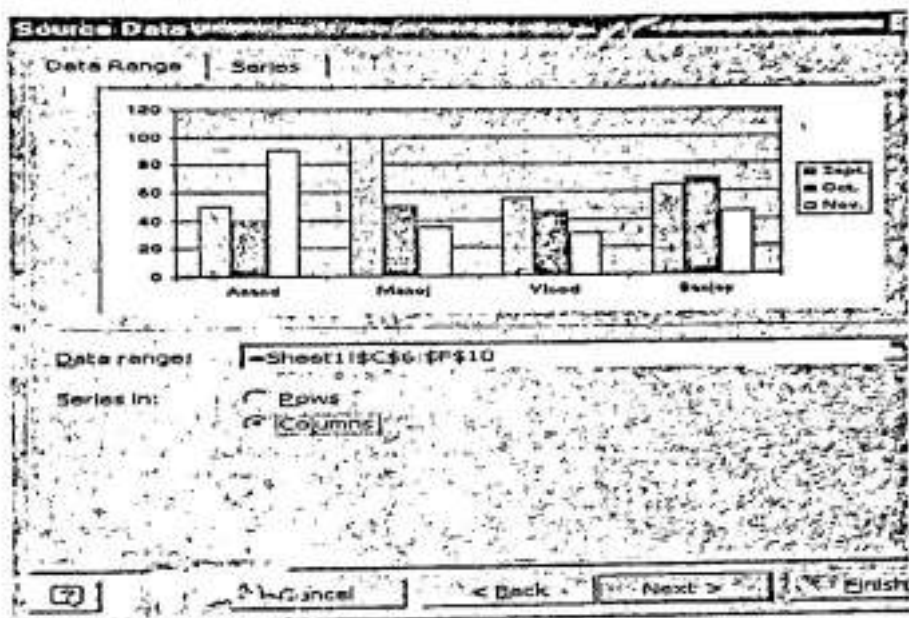 Source Data
Data Range Series
120
100
80
60
40
20
0
Anand Manoj Vinod Sanjay
Sept.
Oct.
Nov.
Data range: =Sheet1!$C$6:$F$10
Series in: Rows
Columns
? Cancel < Back Next > Finish